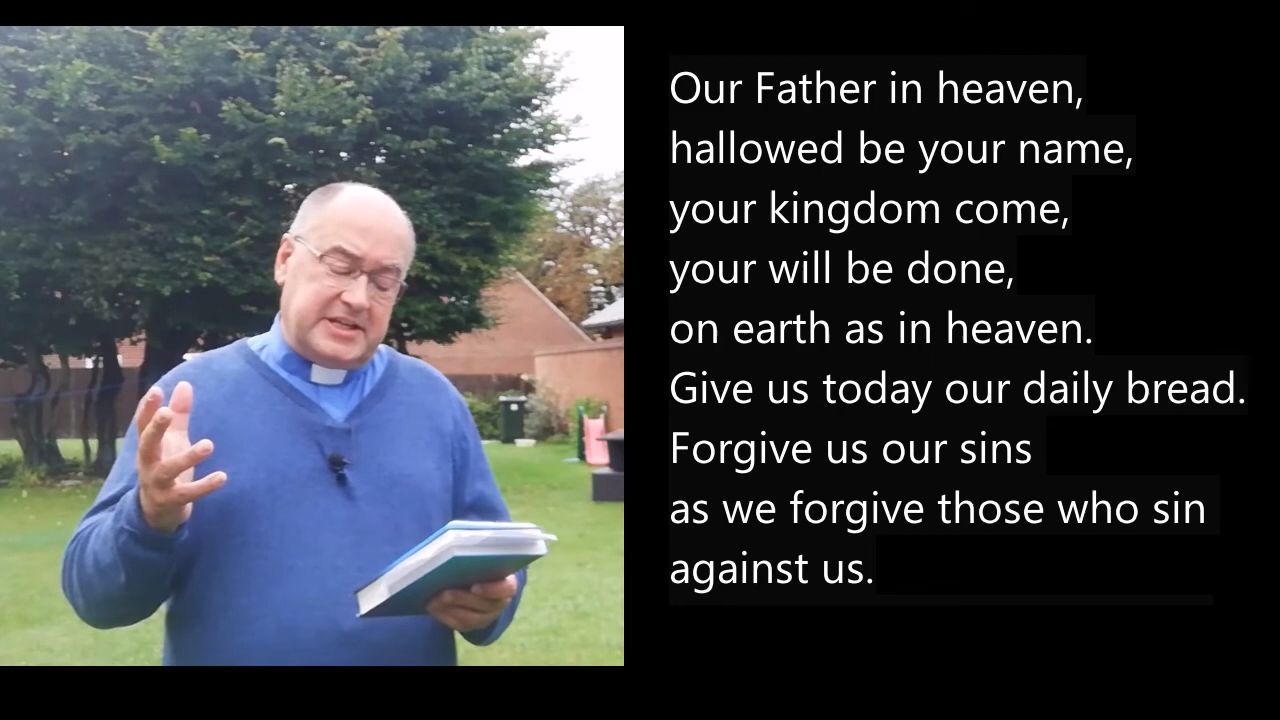 Our Father in heaven,
hallowed be your name,
your kingdom come,
your will be done,
on earth as in heaven.
Give us today our daily bread.
Forgive us our sins
as we forgive those who sin
against us.